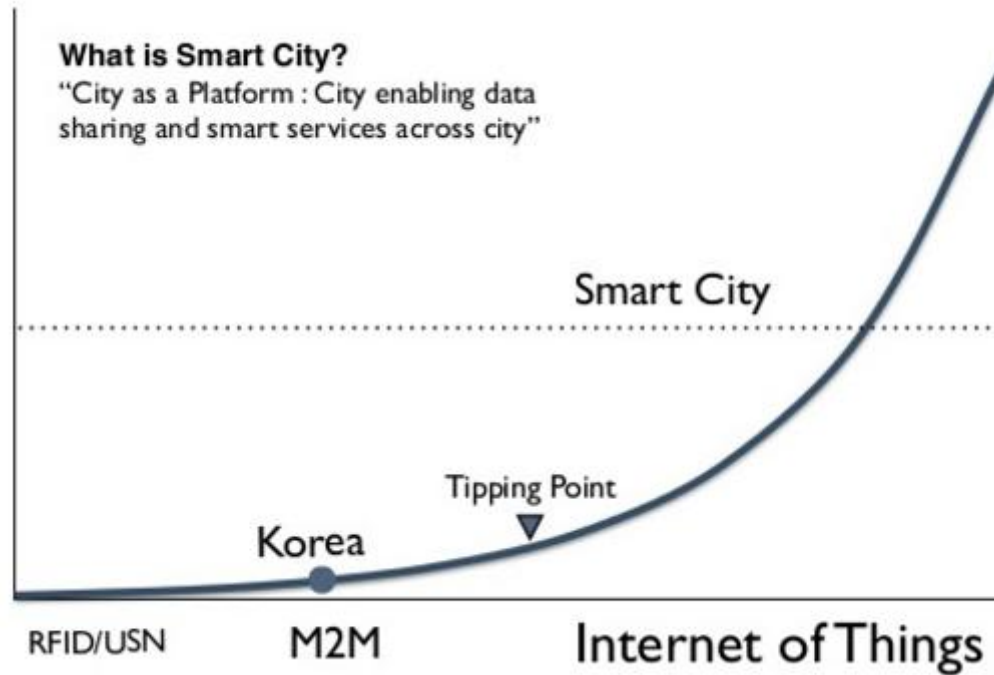 What is Smart City?
“City as a Platform : City enabling data
sharing and smart services across city”
Smart City
Tipping Point
Korea
RFID/USN
M2M
Internet of Things